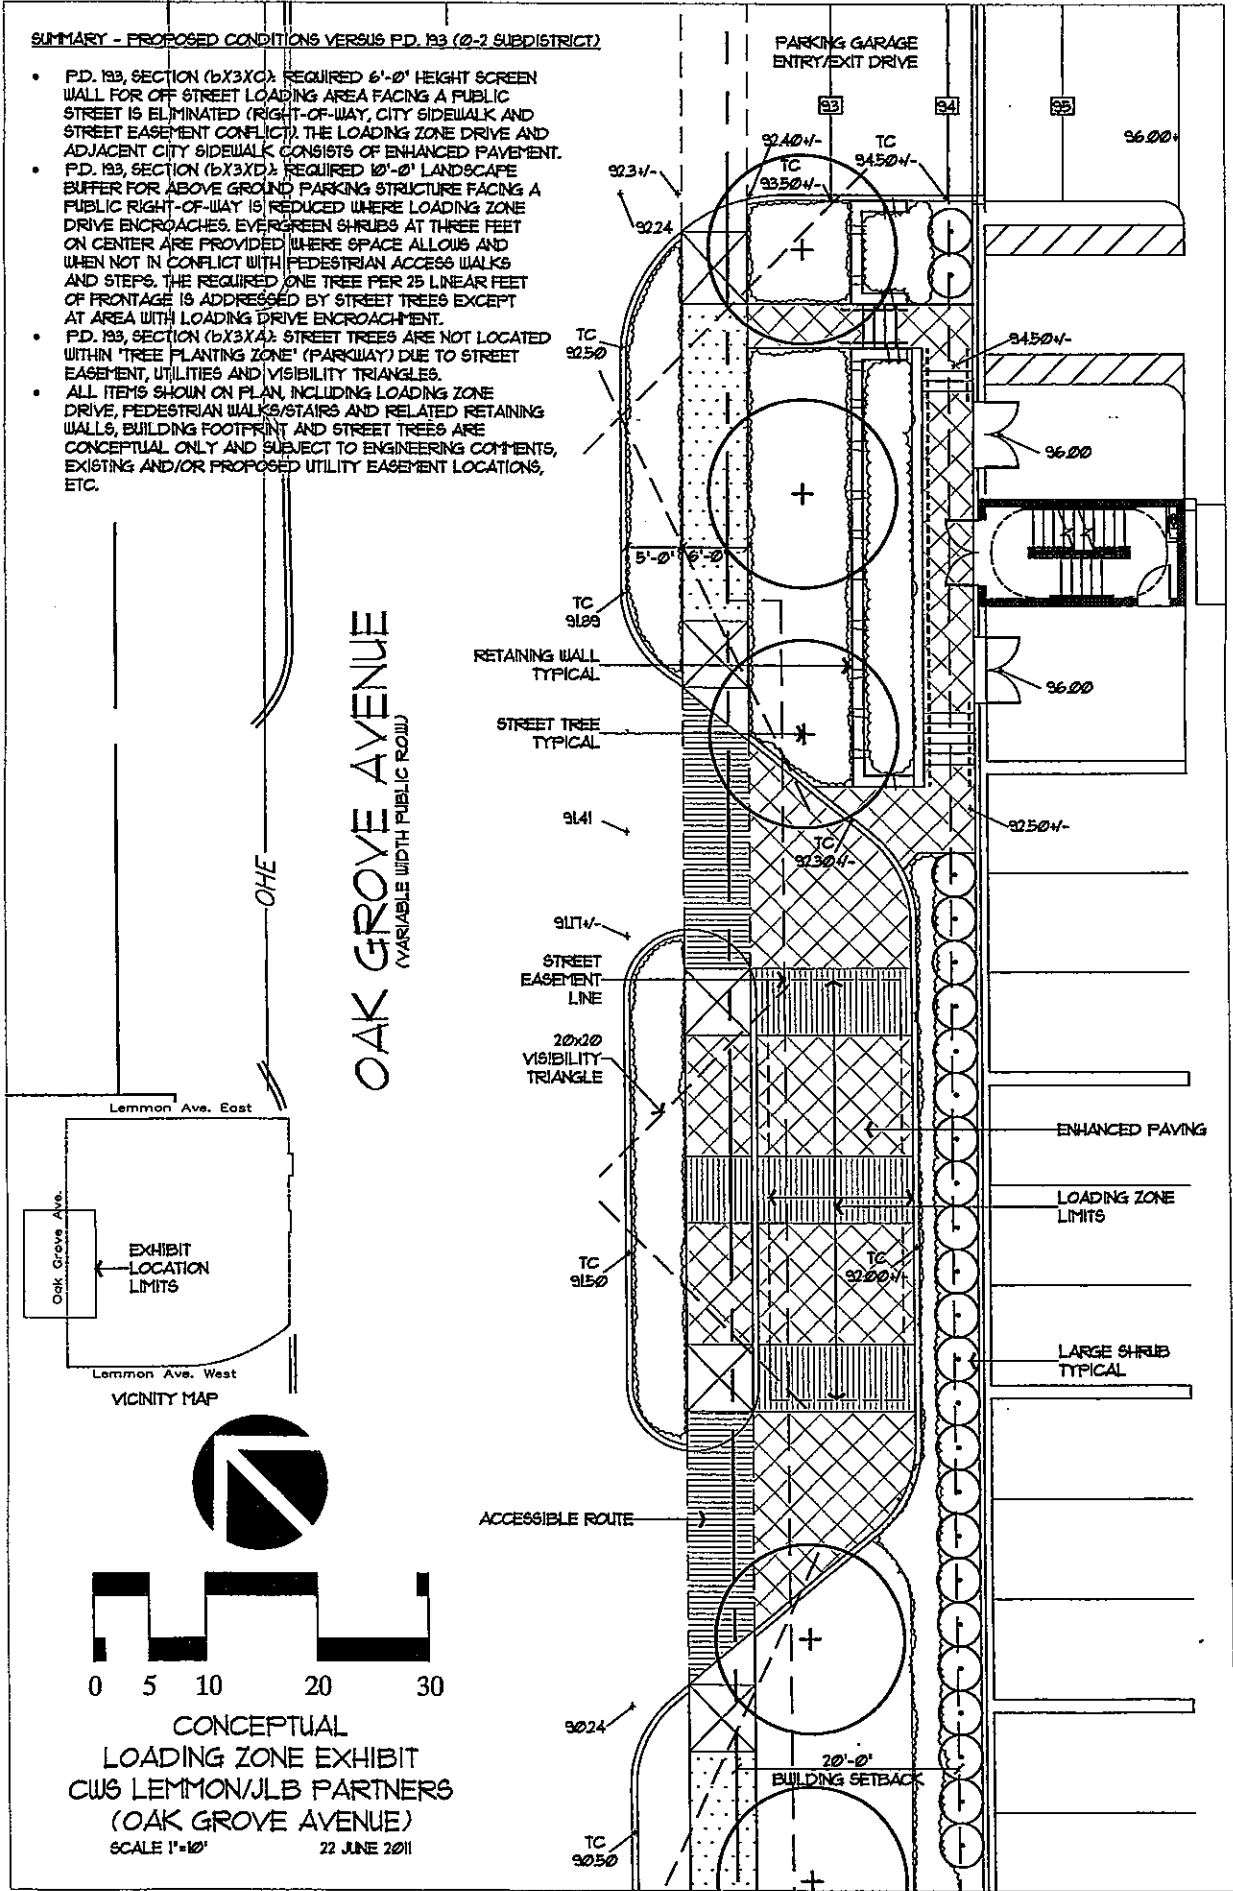 SUMMARY - PROPOSED CONDITIONS VERSUS P.D. 193 (O-2 SUBDISTRICT)
• P.D. 193, SECTION (b)(3)(C): REQUIRED 6'-0" HEIGHT SCREEN
WALL FOR OFF STREET LOADING AREA FACING A PUBLIC
STREET IS ELIMINATED (RIGHT-OF-WAY, CITY SIDEWALK AND
STREET EASEMENT CONFLICT). THE LOADING ZONE DRIVE AND
ADJACENT CITY SIDEWALK CONSISTS OF ENHANCED PAVEMENT.
• P.D. 193, SECTION (b)(3)(D): REQUIRED 10'-0" LANDSCAPE
BUFFER FOR ABOVE GROUND PARKING STRUCTURE FACING A
PUBLIC RIGHT-OF-WAY IS REDUCED WHERE LOADING ZONE
DRIVE ENCROACHES. EVERGREEN SHRUBS AT THREE FEET
ON CENTER ARE PROVIDED WHERE SPACE ALLOWS AND
WHEN NOT IN CONFLICT WITH PEDESTRIAN ACCESS WALKS
AND STEPS. THE REQUIRED ONE TREE PER 25 LINEAR FEET
OF FRONTAGE IS ADDRESSED BY STREET TREES EXCEPT
AT AREA WITH LOADING DRIVE ENCROACHMENT.
• P.D. 193, SECTION (b)(3)(A): STREET TREES ARE NOT LOCATED
WITHIN "TREE PLANTING ZONE" (PARKWAY) DUE TO STREET
EASEMENT, UTILITIES AND VISIBILITY TRIANGLES.
• ALL ITEMS SHOWN ON PLAN, INCLUDING LOADING ZONE
DRIVE, PEDESTRIAN WALKS/STAIRS AND RELATED RETAINING
WALLS, BUILDING FOOTPRINT AND STREET TREES ARE
CONCEPTUAL ONLY AND SUBJECT TO ENGINEERING COMMENTS,
EXISTING AND/OR PROPOSED UTILITY EASEMENT LOCATIONS,
ETC.
PARKING GARAGE
ENTRY/EXIT DRIVE
93
94
95
96.00+
92.40+/-
TC
94.50+/-
TC
93.50+/-
92.3+/-
92.24
TC
92.50
94.50+/-
96.00
5'-0"
6'-0"
TC
91.89
RETAINING WALL
TYPICAL
96.00
STREET TREE
TYPICAL
OAK GROVE AVENUE
(VARIABLE WIDTH PUBLIC ROW)
OHE
91.41
92.50+/-
TC
92.30+/-
91.17+/-
STREET
EASEMENT
LINE
20x20
VISIBILITY
TRIANGLE
ENHANCED PAVING
LOADING ZONE
LIMITS
TC
91.50
TC
92.00+/-
LARGE SHRUB
TYPICAL
Lemmon Ave. East
Oak Grove Ave.
EXHIBIT
LOCATION
LIMITS
Lemmon Ave. West
VICINITY MAP
ACCESSIBLE ROUTE
0 5 10 20 30
CONCEPTUAL
LOADING ZONE EXHIBIT
CWS LEMMON/JLB PARTNERS
(OAK GROVE AVENUE)
SCALE 1"=10' 22 JUNE 2011
90.24
20'-0"
BUILDING SETBACK
TC
90.50